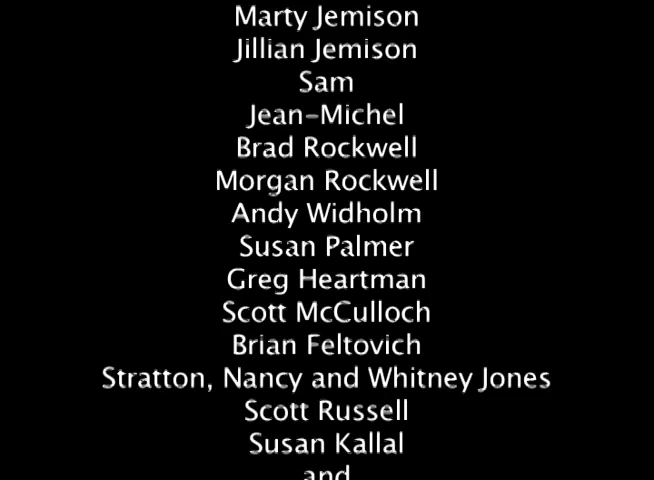 Marty Jemison
Jillian Jemison
Sam
Jean-Michel
Brad Rockwell
Morgan Rockwell
Andy Widholm
Susan Palmer
Greg Heartman
Scott McCulloch
Brian Feltovich
Stratton, Nancy and Whitney Jones
Scott Russell
Susan Kallal
and